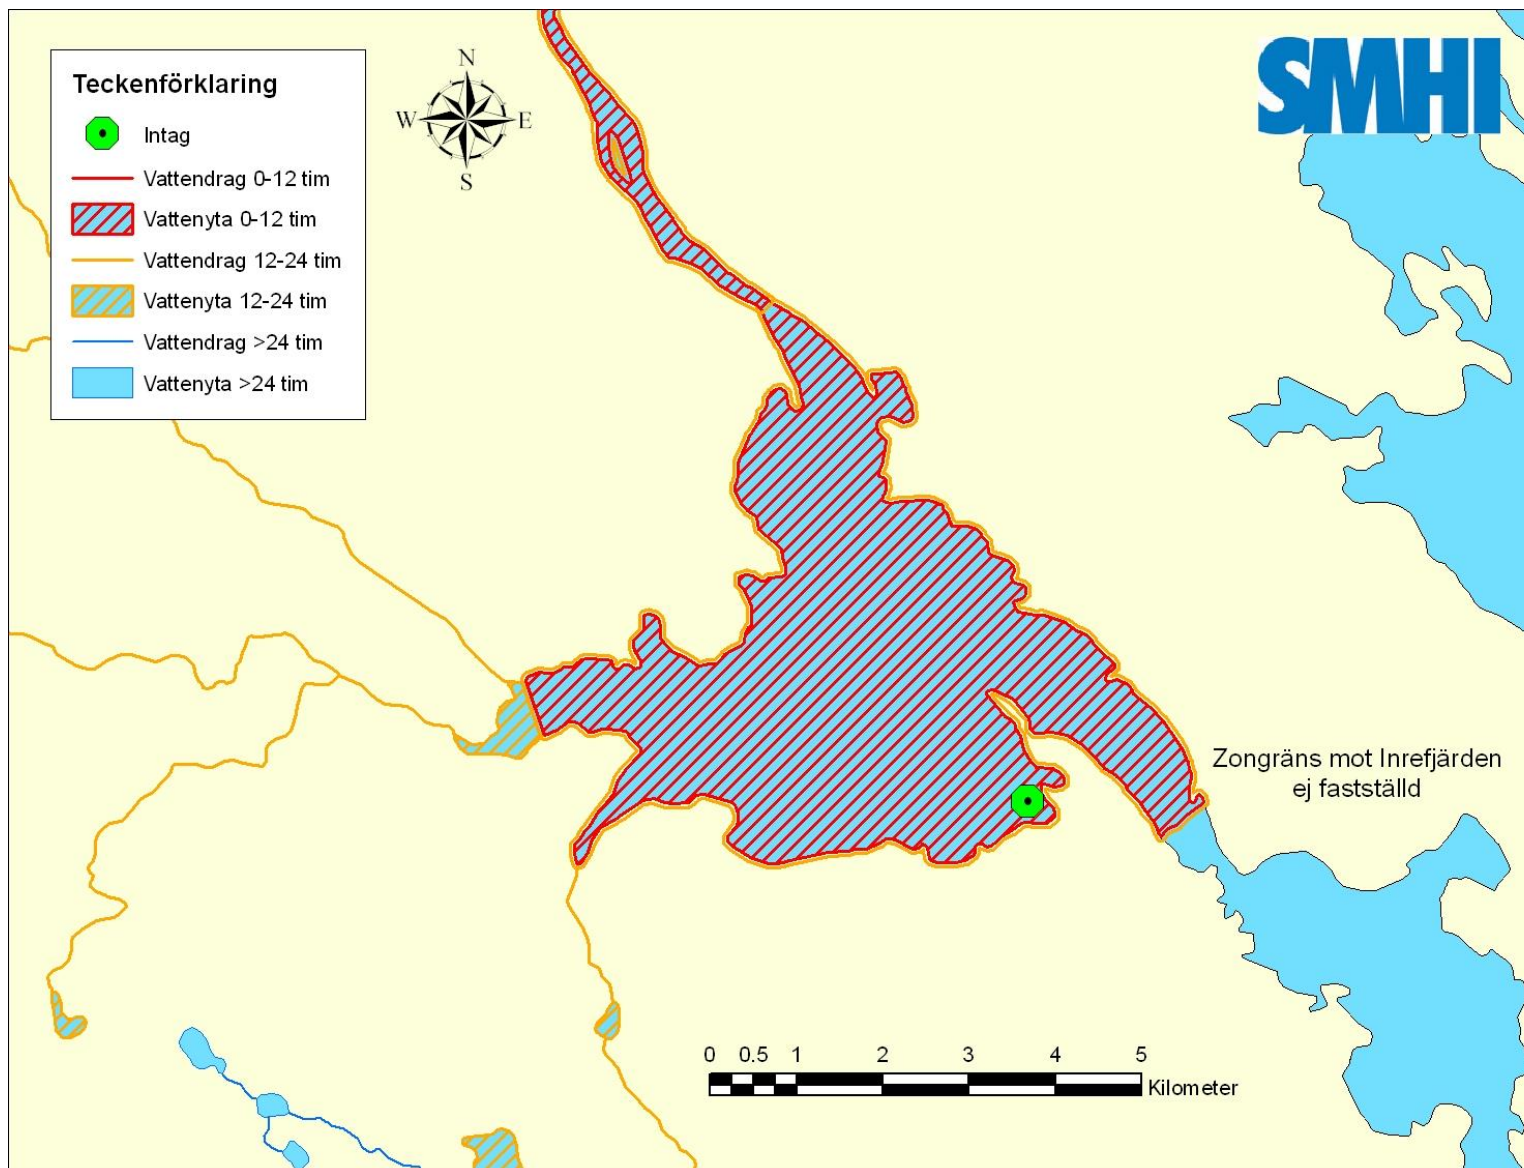 Teckenförklaring
Intag
Vattendrag 0-12 tim
Vattenyta 0-12 tim
Vattendrag 12-24 tim
Vattenyta 12-24 tim
Vattendrag >24 tim
Vattenyta >24 tim
N
W E
S
SMHI
Zongräns mot Inrefjärden
ej fastställd
0 0.5 1 2 3 4 5
Kilometer